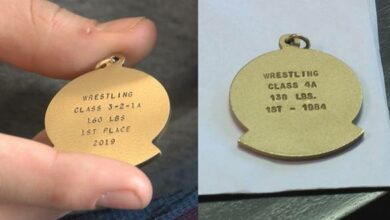 WRESTLING
CLASS 3-2-1A
160 LBS
1ST PLACE
2019
WRESTLING
CLASS 4A
138 LBS.
1ST - 1984